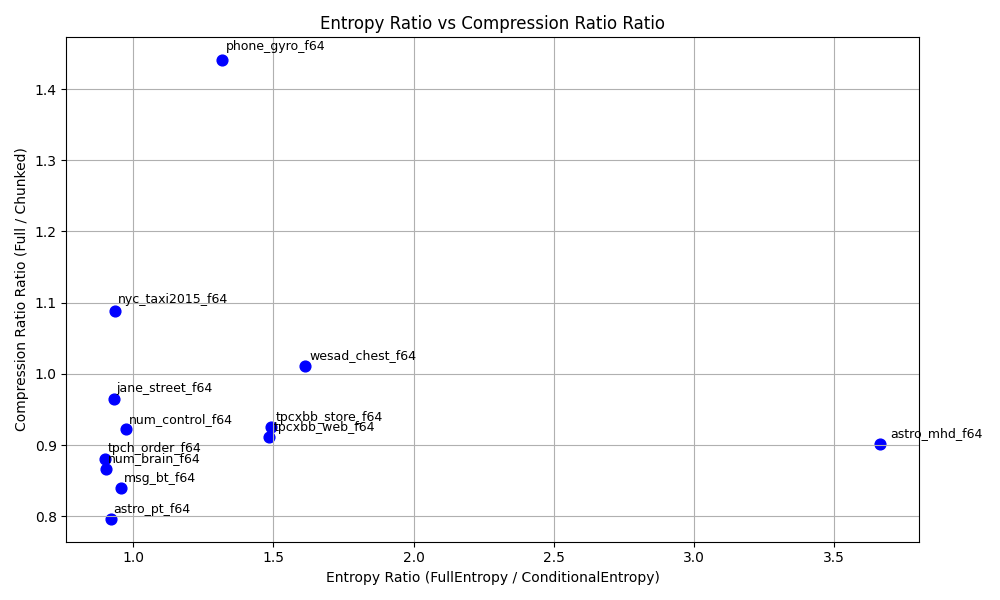 Entropy Ratio vs Compression Ratio Ratio
phone_gyro_f64
1.4
1.3
1.2
1.1
1.0
0.9
0.8
nyc_taxi2015_f64
wesad_chest_f64
jane_street_f64
num_control_f64
tpcxbb_store_f64
tpcxbb_web_f64
astro_mhd_f64
tpch_order_f64
num_brain_f64
msg_bt_f64
astro_pt_f64
Compression Ratio Ratio (Full / Chunked)
1.0 1.5 2.0 2.5 3.0 3.5
Entropy Ratio (FullEntropy / ConditionalEntropy)